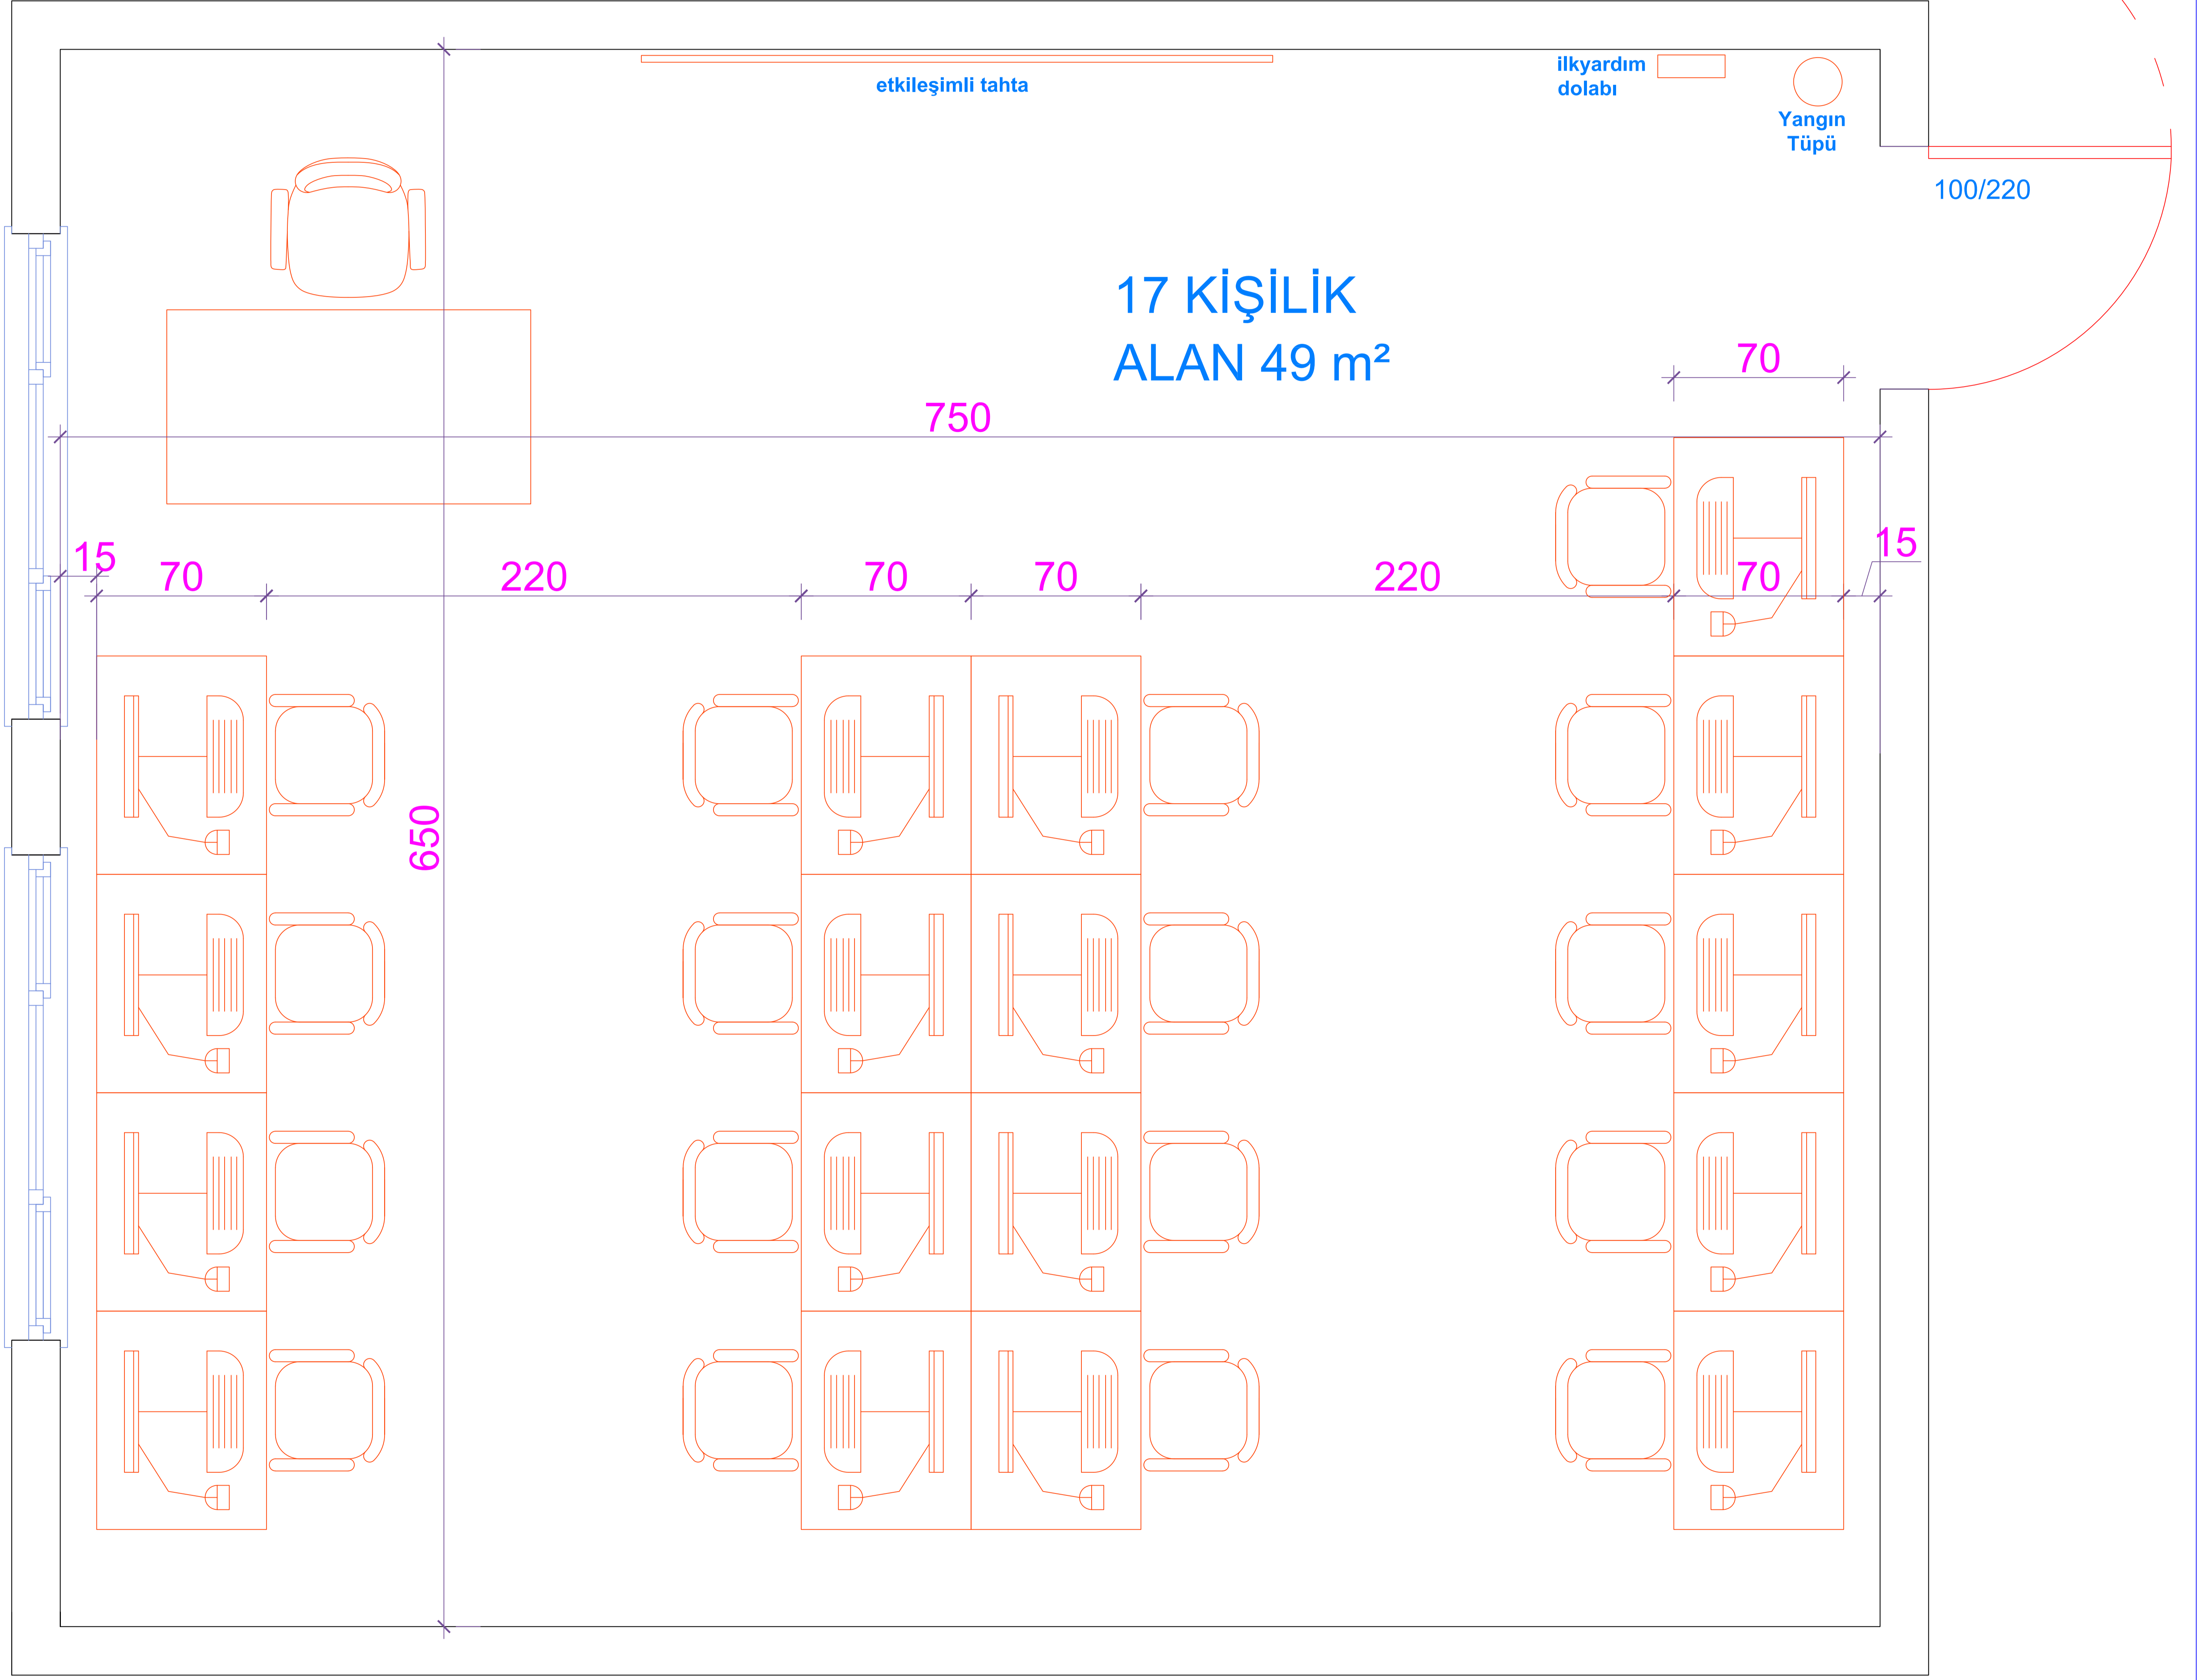 etkileşimli tahta
ilkyardım
dolabı
Yangın
Tüpü
100/220
17 KİŞİLİK
ALAN 49 m²
70
750
15
15
70
220
70
70
220
70
650